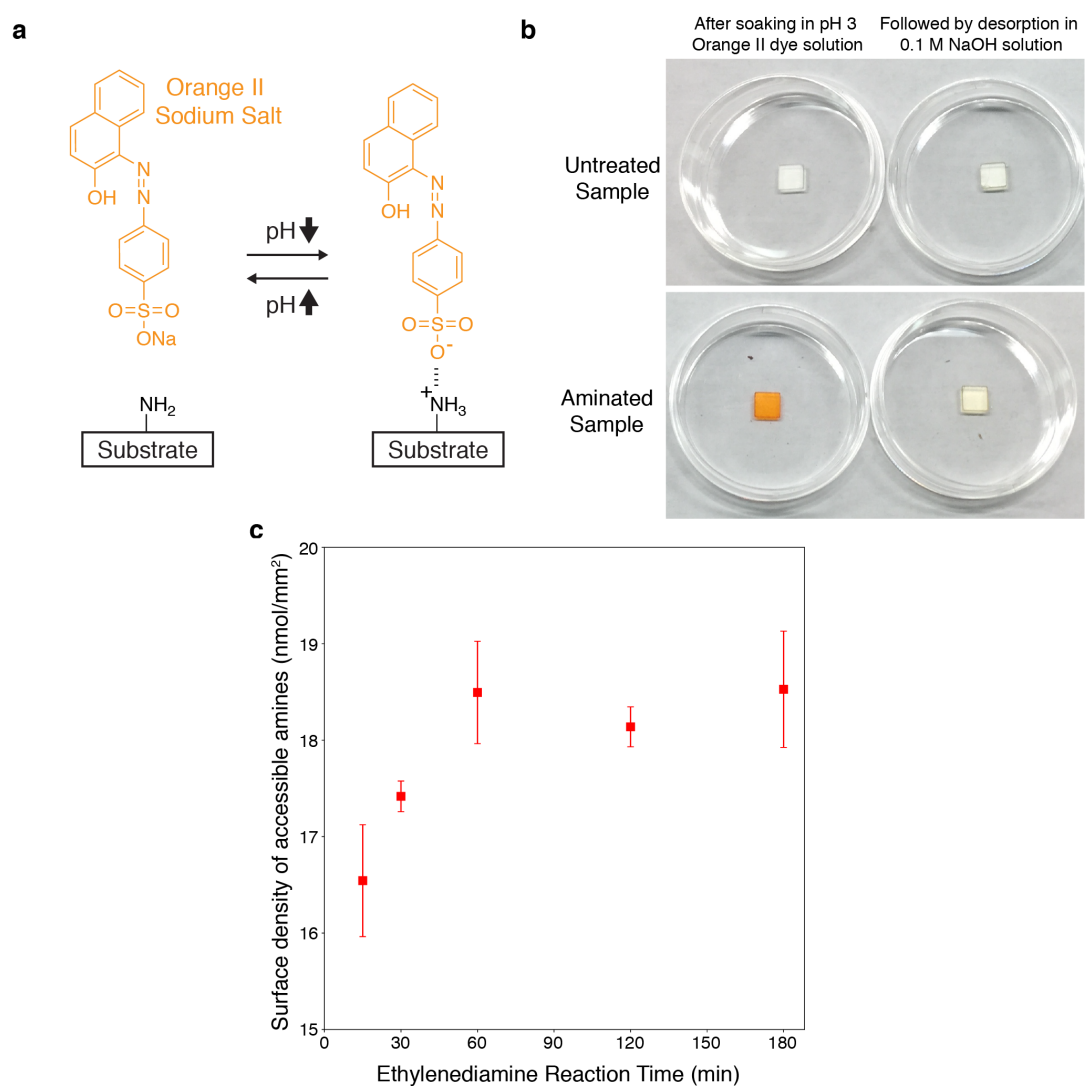 a
Orange II
Sodium Salt
N
N
OH
O=S=O
ONa
NH2
Substrate
pH
pH
N
N
OH
O=S=O
O-
+
NH3
Substrate
b
After soaking in pH 3
Orange II dye solution
Followed by desorption in
0.1 M NaOH solution
Untreated
Sample
Aminated
Sample
c
Surface density of accessible amines (nmol/mm²)
20
19
18
17
16
15
0 30 60 90 120 150 180
Ethylenediamine Reaction Time (min)